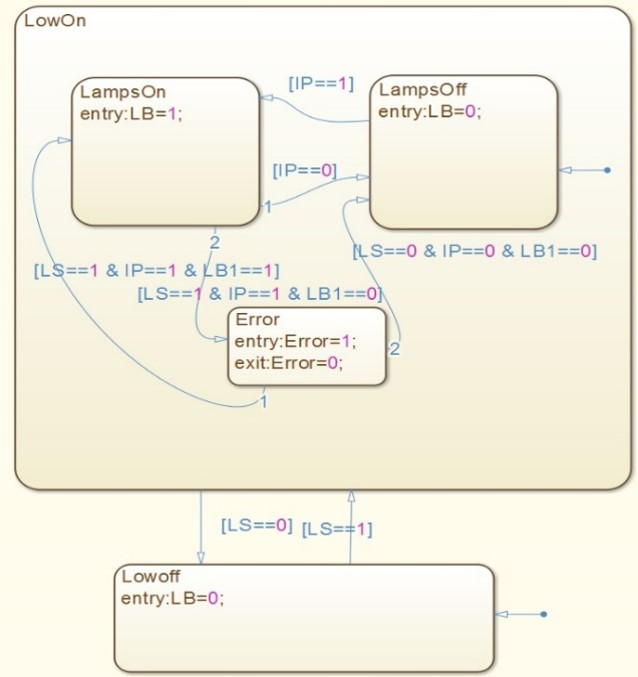 LowOn
LampsOn
entry:LB=1;
[IP==1]
LampsOff
entry:LB=0;
[IP==0]
1
2
[LS==0 & IP==0 & LB1==0]
[LS==1 & IP==1 & LB1==1]
[LS==1 & IP==1 & LB1==0]
Error
entry:Error=1;
exit:Error=0;
2
1
[LS==0]
[LS==1]
Lowoff
entry:LB=0;